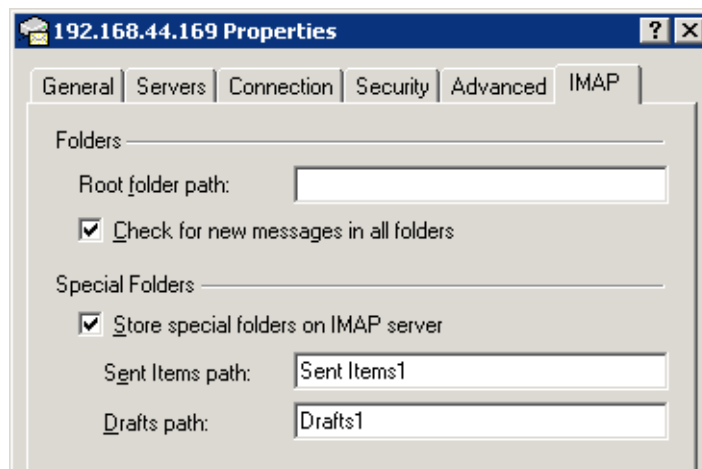 192.168.44.169 Properties
General Servers Connection Security Advanced IMAP
Folders
Root folder path:
Check for new messages in all folders
Special Folders
Store special folders on IMAP server
Sent Items path: Sent Items1
Drafts path: Drafts1